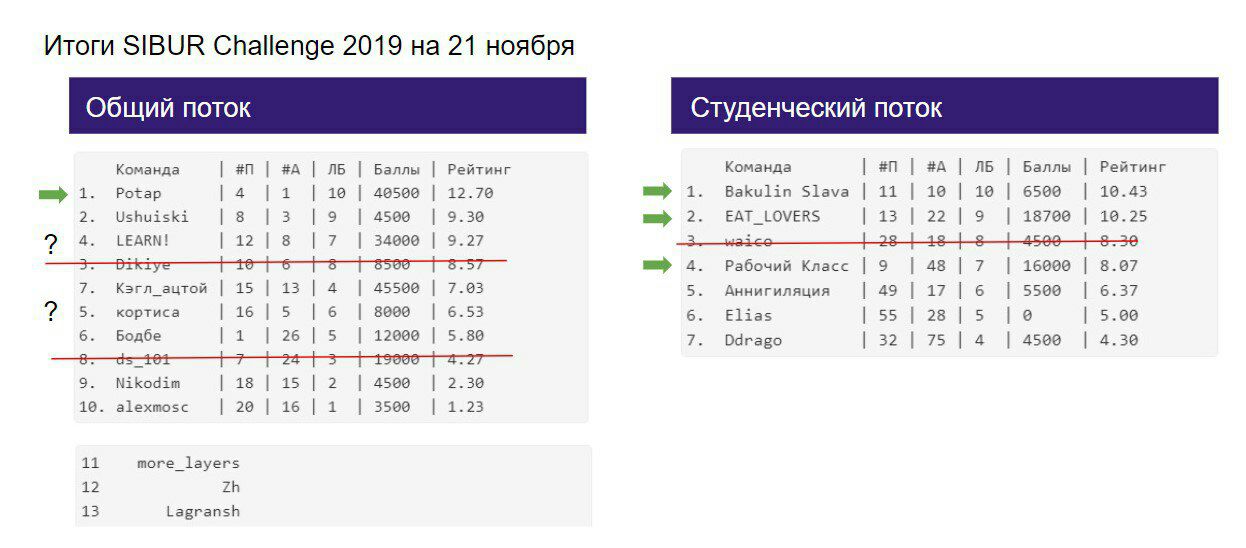 Итоги SIBUR Challenge 2019 на 21 ноября
Общий поток
Команда | #П | #А | ЛБ | Баллы | Рейтинг
1. Potap | 4 | 1 | 10 | 40500 | 12.70
2. Ushuiski | 8 | 3 | 9 | 4500 | 9.30
? 4. LEARN! | 12 | 8 | 7 | 34000 | 9.27
3. Dikiye | 10 | 6 | 8 | 8500 | 8.57
7. Кэгл_ацтой | 15 | 13 | 4 | 45500 | 7.03
? 5. кортиса | 16 | 5 | 6 | 8000 | 6.53
6. Бодбе | 1 | 26 | 5 | 12000 | 5.80
8. ds_101 | 7 | 24 | 3 | 19000 | 4.27
9. Nikodim | 18 | 15 | 2 | 4500 | 2.30
10. alexmosc | 20 | 16 | 1 | 3500 | 1.23
11 more_layers
12 Zh
13 Lagransh
Студенческий поток
Команда | #П | #А | ЛБ | Баллы | Рейтинг
1. Bakulin Slava | 11 | 10 | 10 | 6500 | 10.43
2. EAT_LOVERS | 13 | 22 | 9 | 18700 | 10.25
3. waico | 28 | 18 | 8 | 4500 | 8.30
4. Рабочий Класс | 9 | 48 | 7 | 16000 | 8.07
5. Аннигиляция | 49 | 17 | 6 | 5500 | 6.37
6. Elias | 55 | 28 | 5 | 0 | 5.00
7. Ddrago | 32 | 75 | 4 | 4500 | 4.30